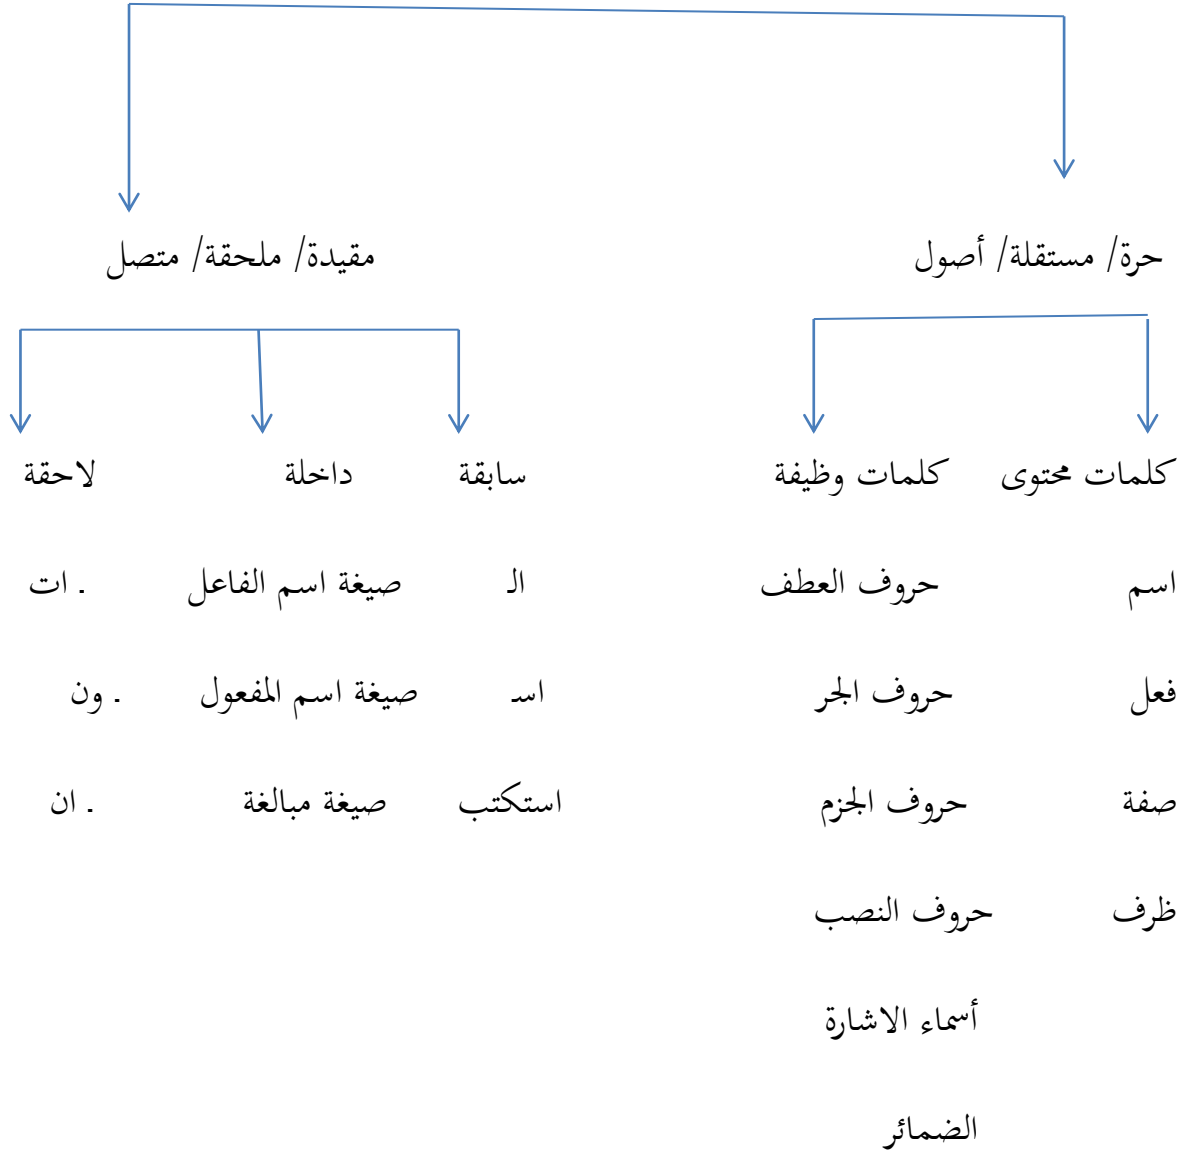 حرة/ مستقلة/ أصول مقيدة/ ملحقة/ متصل
كلمات محتوى كلمات وظيفة سابقة داخلة لاحقة
اسم حروف العطف الـ صيغة اسم الفاعل . ات
فعل حروف الجر اسـ صيغة اسم المفعول . ون
صفة حروف الجزم استكتب صيغة مبالغة . ان
ظرف حروف النصب
أسماء الاشارة
الضمائر